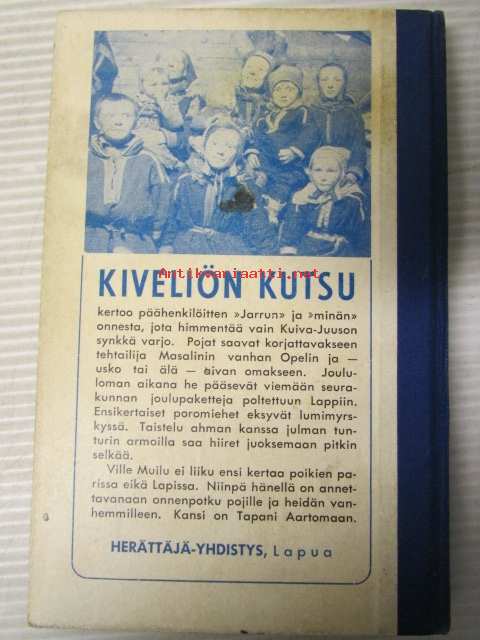 KIVELIÖN KUTSU
Antikvariaatti.net
kertoo päähenkilöitten »Jarrun» ja »minän»
onnesta, jota himmentää vain Kuiva-Juuson
synkkä varjo. Pojat saavat korjattavakseen
tehtailija Masalinin vanhan Opelin ja —
usko tai älä — aivan omakseen. Joulu-
loman aikana he pääsevät viemään seura-
kunnan joulupaketteja poltettuun Lappiin.
Ensikertaiset poromiehet eksyvät lumimyrs-
kyssä. Taistelu ahman kanssa julman tun-
turin armoilla saa hiiret juoksemaan pitkin
selkää.
Ville Muilu ei liiku ensi kertaa poikien pa-
rissa eikä Lapissa. Niinpä hänellä on annet-
tavanaan onnenpotku pojille ja heidän van-
hemmilleen. Kansi on Tapani Aartomaan.
HERÄTTÄJÄ-YHDISTYS, Lapua